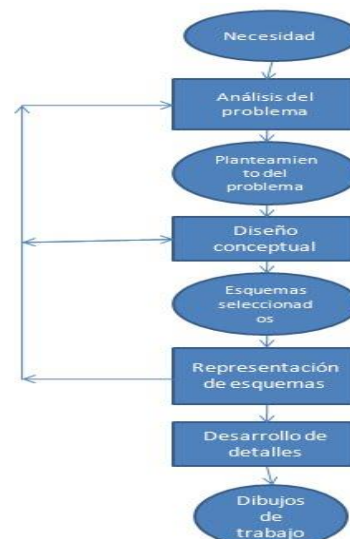 Necesidad
Análisis del
problema
Planteamien
to del
problema
Diseño
conceptual
Esquemas
seleccionad
os
Representación
de esquemas
Desarrollo de
detalles
Dibujos
de
trabajo